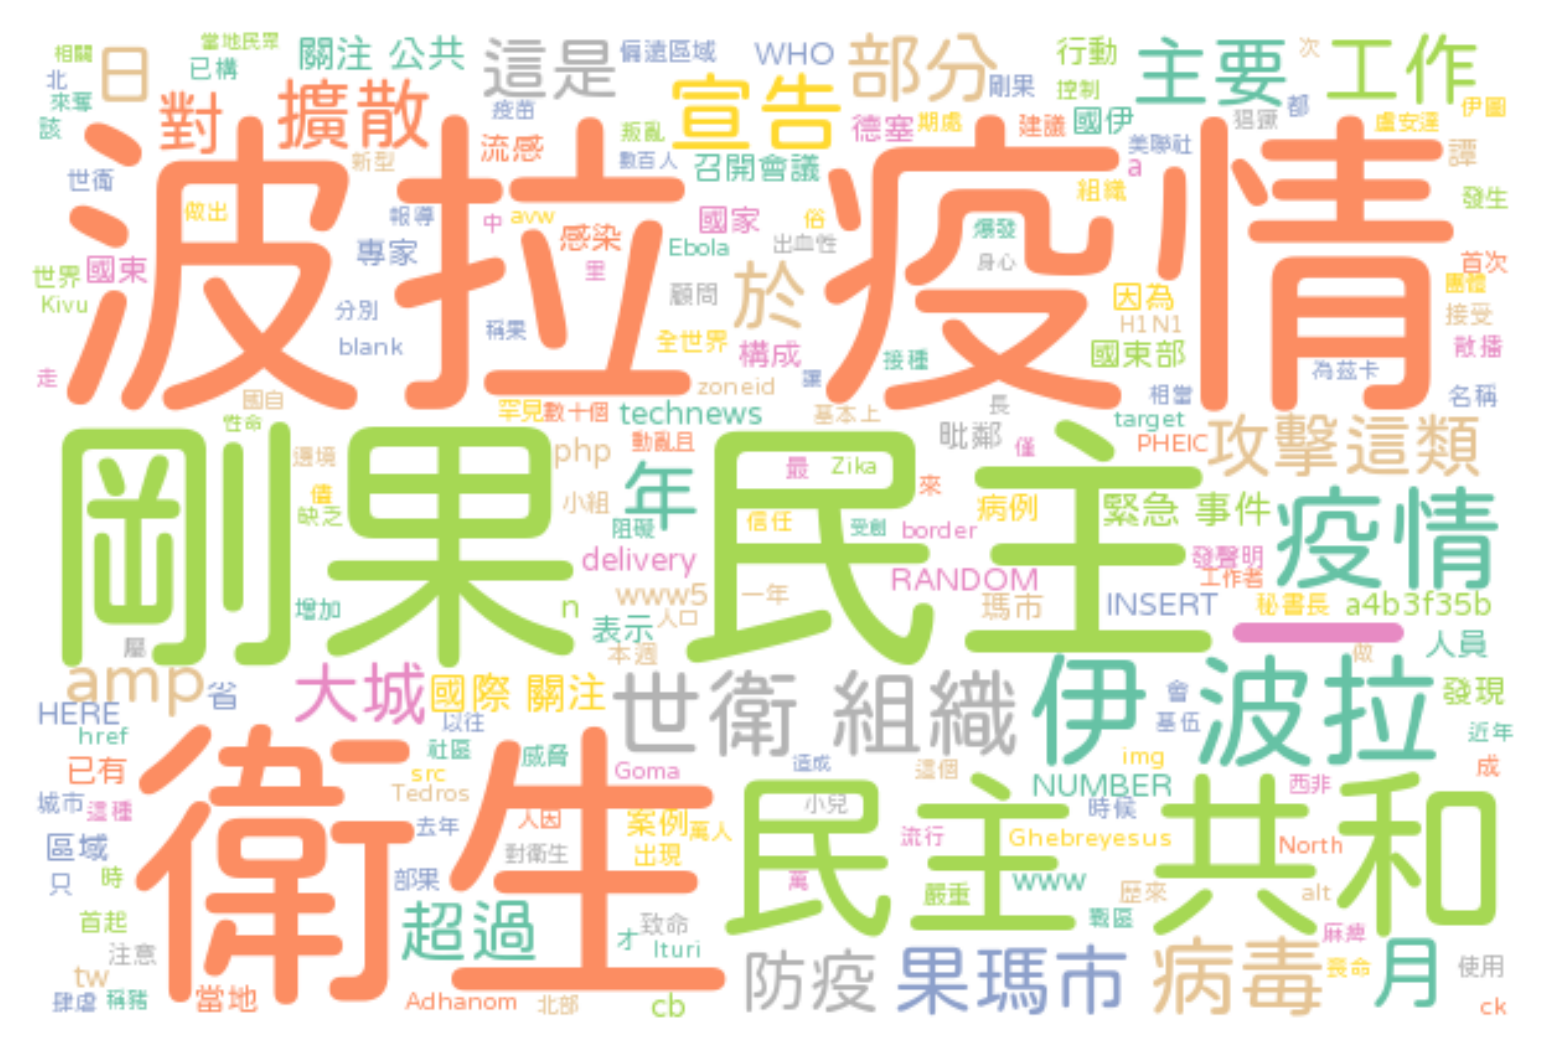 相關 當地民眾 關注 公共 這是 偏遠區域 WHO 部分 行動 主要 次 工作
北 已構 日 剛果 控制
來奪 對 擴散 疫苗 宣告 都 伊圖
該 流感 叛亂 德塞 期處 建議 國伊 猖獗 盧安達
世衛 新型 數百人 召開會議 美聯社 a 譚
波拉疫情
做出 報導 中 avw 感染 國家 俗 組織 發生
專家 里 Ebola 出血性 爆發
世界 國東 於 身心 首次
Kivu 分別 顧問 因為 團體
blank 稱果 全世界 構成 接種 H1N1 國東部 接受
走 zoneid 讓 為茲卡 散播
國自 罕見 數十個 technews 基本上 長 相當 名稱
性命 target
剛果 民主
邊境 php 動亂且 毗鄰 僅 PHEIC 攻擊這類
儘 小組 年 最 Zika 來
缺乏 阻礙 信任 受創 border 病例 緊急 事件 疫情
delivery RANDOM 發聲明
工作者
增加 n www5 一年 瑪市 INSERT 秘書長 a4b3f35b
表示 人口
屬 本週 做 人員
amp 省 大城 國際 關注 世衛 組織 伊波拉 會 發現
HERE 以往 基伍 近年
href 社區 威脅
已有 src Goma 造成 這個 img 成
城市 這種 Tedros 小兒 NUMBER 時候 西非
衛生 民主共和
去年 人因 案例 萬人 流行 Ghebreyesus North
區域 對衛生 出現
只 時 部果 萬 嚴重 www 歷來 alt
首起 超過 致命 戰區 麻痺
注意 才 Ituri
tw 防疫 果瑪市 病毒 喪命 月 使用
肆虐 稱豬 當地 Adhanom 北部 cb ck